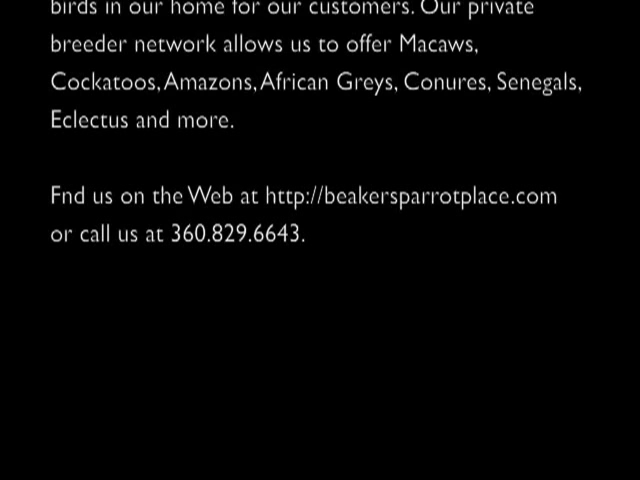 birds in our home for our customers. Our private
breeder network allows us to offer Macaws,
Cockatoos, Amazons, African Greys, Conures, Senegals,
Eclectus and more.
Fnd us on the Web at http://beakersparrotplace.com
or call us at 360.829.6643.